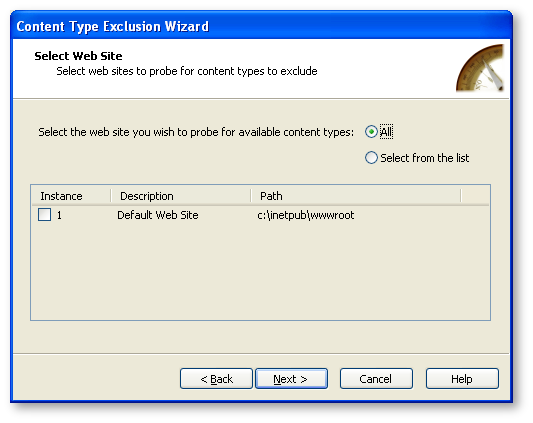 Content Type Exclusion Wizard
Select Web Site
Select web sites to probe for content types to exclude
Select the web site you wish to probe for available content types: All
Select from the list
Instance Description Path
1 Default Web Site c:\inetpub\wwwroot
< Back Next > Cancel Help